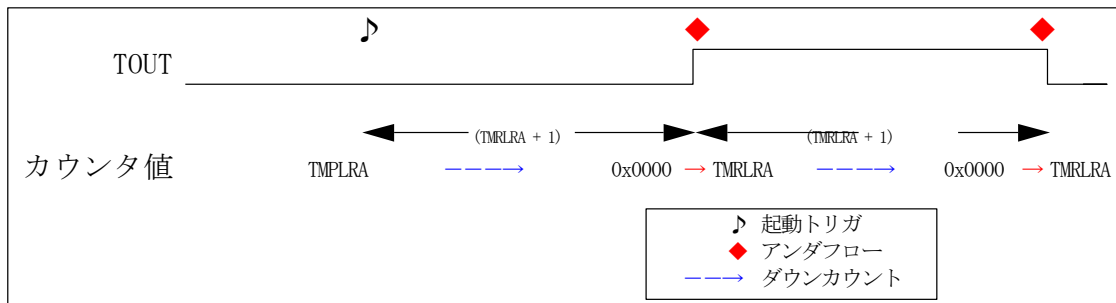 ♪
TOUT
(TMRLRA + 1) (TMRLRA + 1)
カウンタ値 TMPLRA 0x0000 → TMRLRA 0x0000 → TMRLRA
♪ 起動トリガ
◆ アンダフロー
ダウンカウント